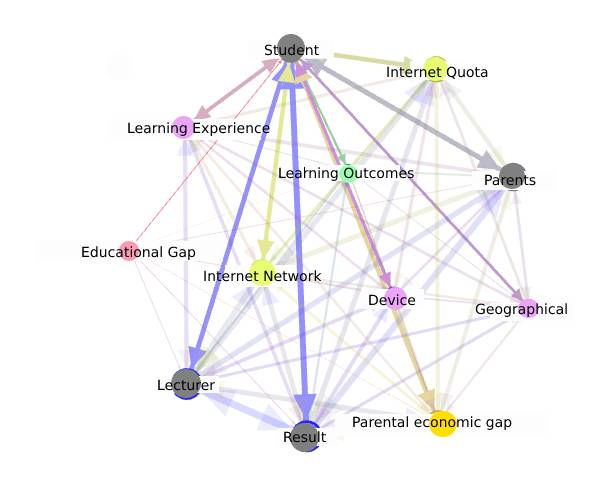 Student
Internet Quota
Learning Experience
Learning Outcomes
Parents
Educational Gap
Internet Network
Device
Geographical
Lecturer
Parental economic gap
Result